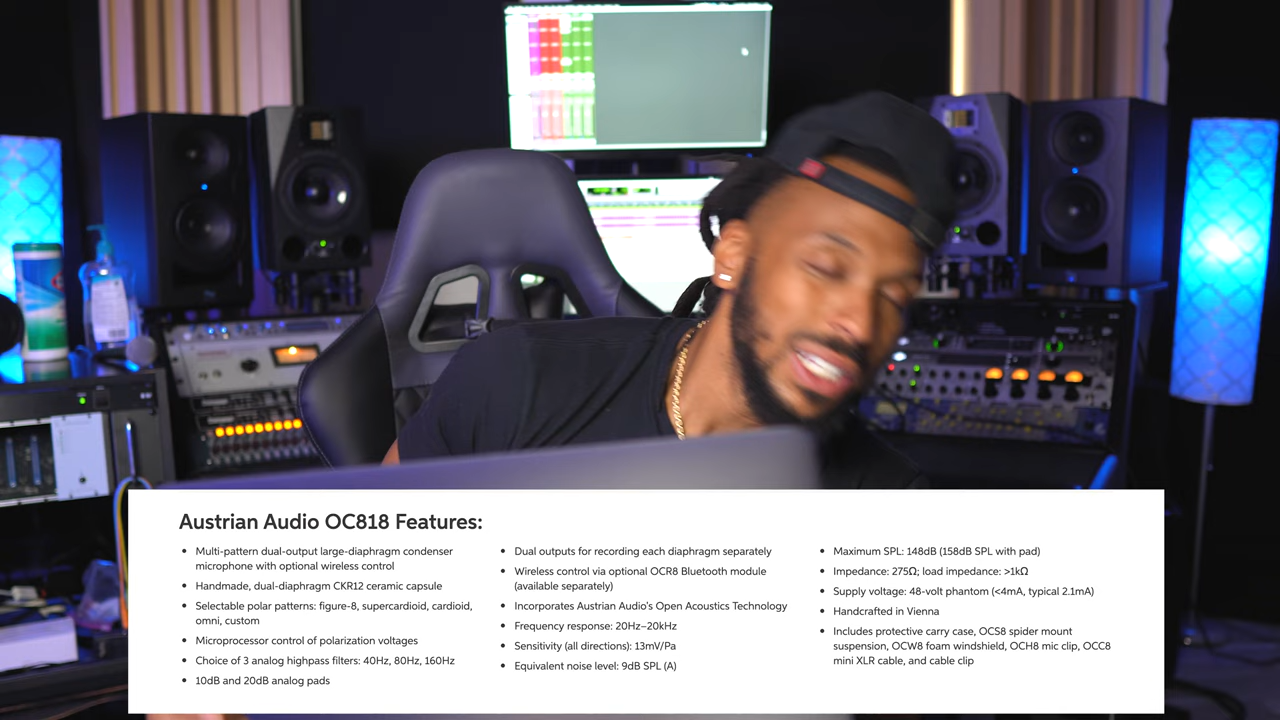 Austrian Audio OC818 Features:
• Multi-pattern dual-output large-diaphragm condenser
microphone with optional wireless control
• Handmade, dual-diaphragm CKR12 ceramic capsule
• Selectable polar patterns: figure-8, supercardioid, cardioid,
omni, custom
• Microprocessor control of polarization voltages
• Choice of 3 analog highpass filters: 40Hz, 80Hz, 160Hz
• 10dB and 20dB analog pads
• Dual outputs for recording each diaphragm separately
• Wireless control via optional OCR8 Bluetooth module
(available separately)
• Incorporates Austrian Audio's Open Acoustics Technology
• Frequency response: 20Hz–20kHz
• Sensitivity (all directions): 13mV/Pa
• Equivalent noise level: 9dB SPL (A)
• Maximum SPL: 148dB (158dB SPL with pad)
• Impedance: 275Ω; load impedance: >1kΩ
• Supply voltage: 48-volt phantom (<4mA, typical 2.1mA)
• Handcrafted in Vienna
• Includes protective carry case, OCS8 spider mount
suspension, OCW8 foam windshield, OCH8 mic clip, OCC8
mini XLR cable, and cable clip